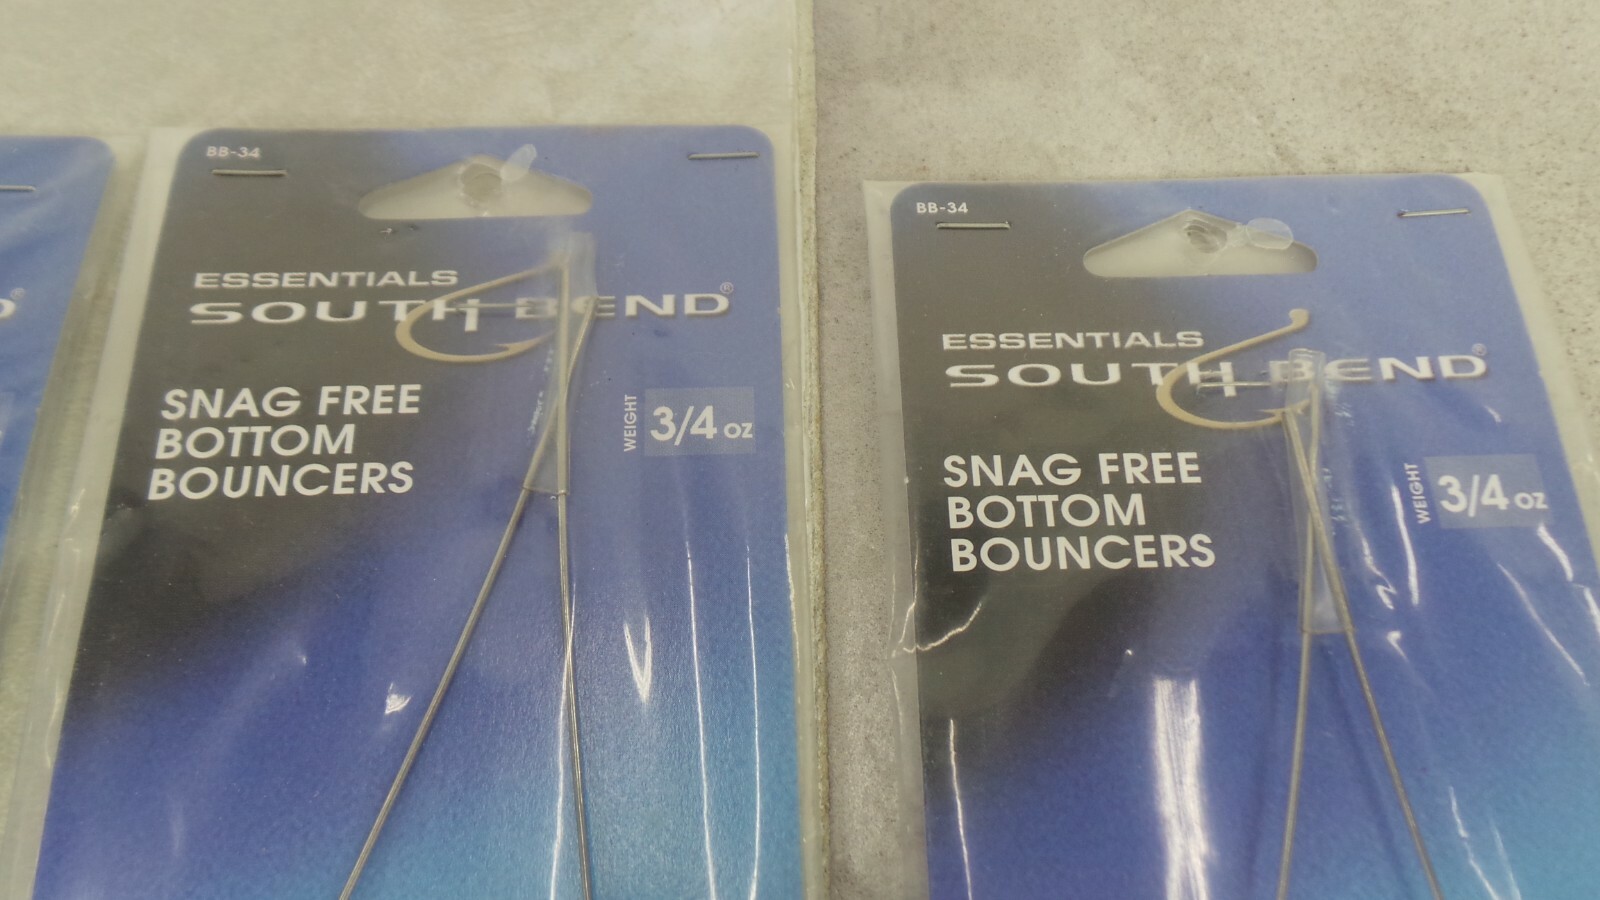 BB-34
ESSENTIALS
SOUTH BEND®
SNAG FREE
BOTTOM
BOUNCERS
WEIGHT
3/4 oz
BB-34
ESSENTIALS
SOUTH BEND®
SNAG FREE
BOTTOM
BOUNCERS
WEIGHT
3/4 oz
D®